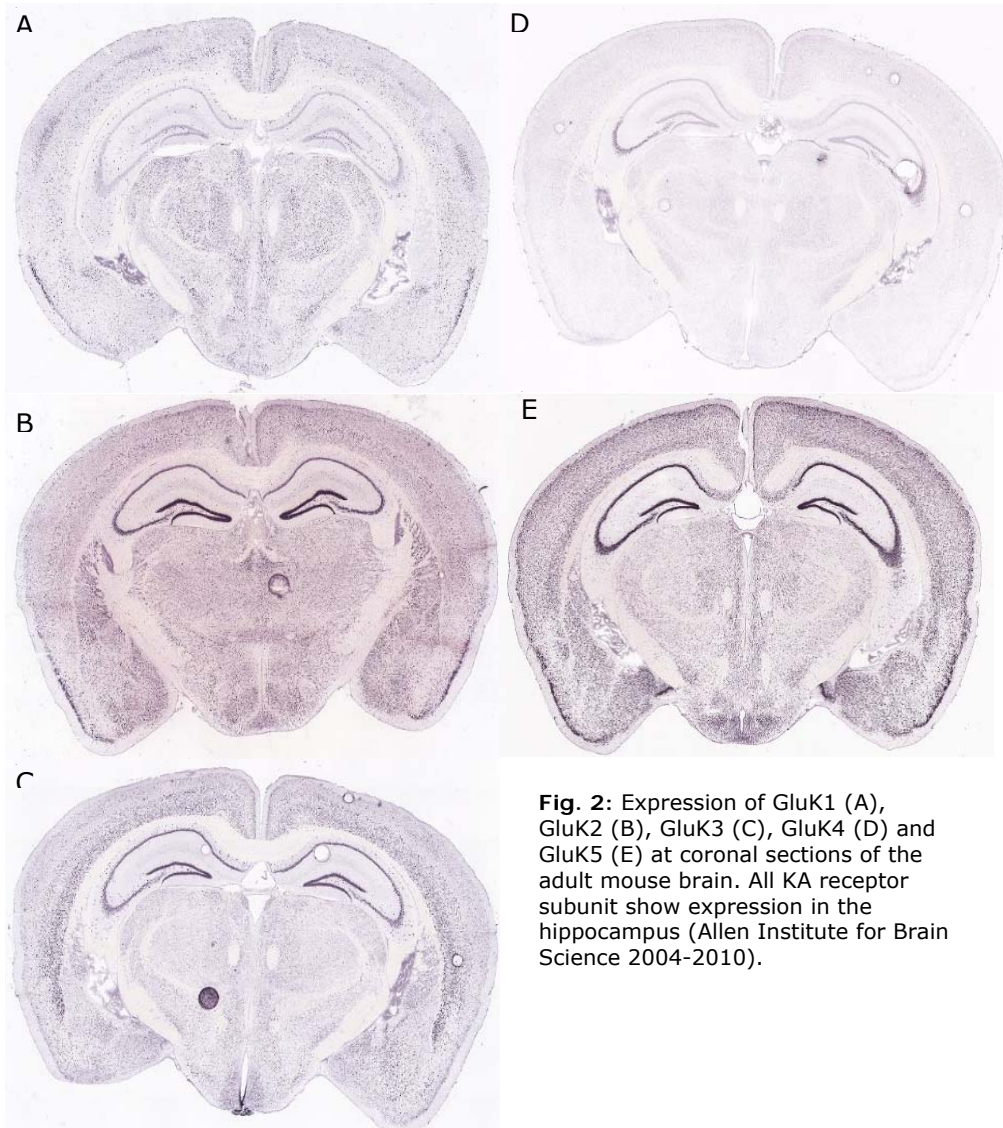 A
D
B
E
C
Fig. 2: Expression of GluK1 (A),
GluK2 (B), GluK3 (C), GluK4 (D) and
GluK5 (E) at coronal sections of the
adult mouse brain. All KA receptor
subunit show expression in the
hippocampus (Allen Institute for Brain
Science 2004-2010).